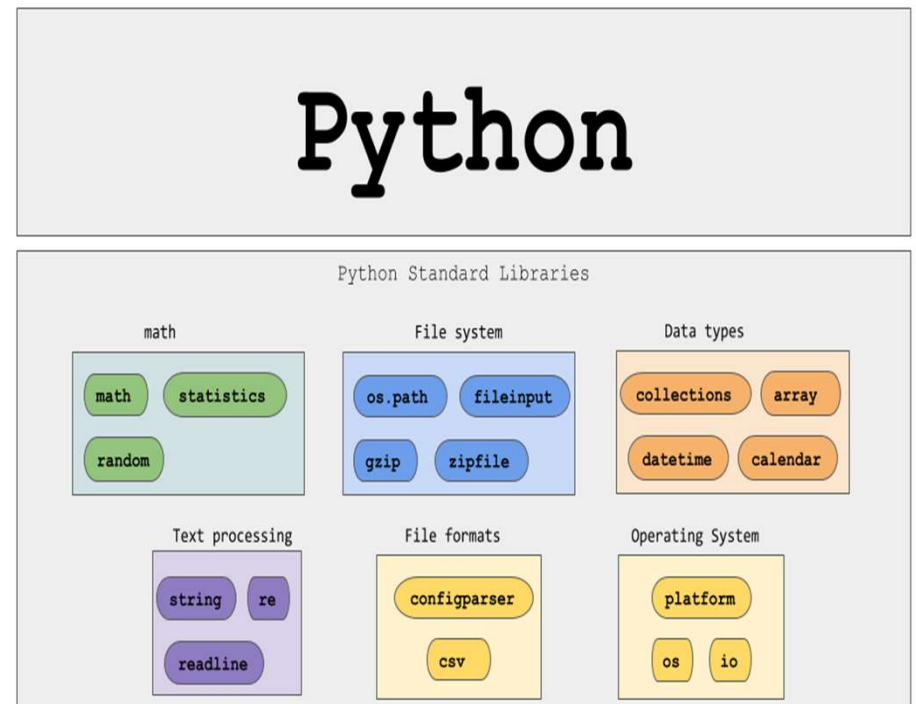 Python
Python Standard Libraries
math
File system
Data types
math
statistics
os.path
fileinput
collections
array
random
gzip
zipfile
datetime
calendar
Text processing
File formats
Operating System
string
re
configparser
platform
readline
csv
os
io